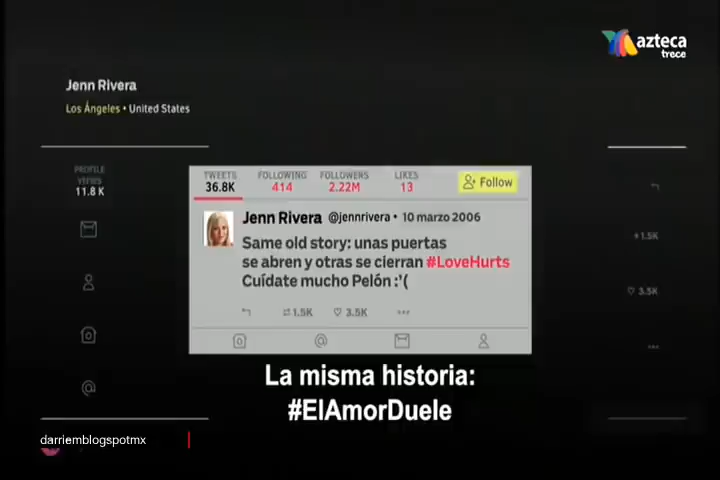 azteca
trece
Jenn Rivera
Los Ángeles • United States
PROFILE
VIEWS
11.8 K
TWEETS FOLLOWING FOLLOWERS LIKES
36.8K 414 2.22M 13
Follow
Jenn Rivera @jennrivera • 10 marzo 2006
Same old story: unas puertas
se abren y otras se cierran #LoveHurts
Cuídate mucho Pelón :'(
1.5K 3.5K
@
1.5K
3.5K
@
La misma historia:
#ElAmorDuele
darriemblogspotmx